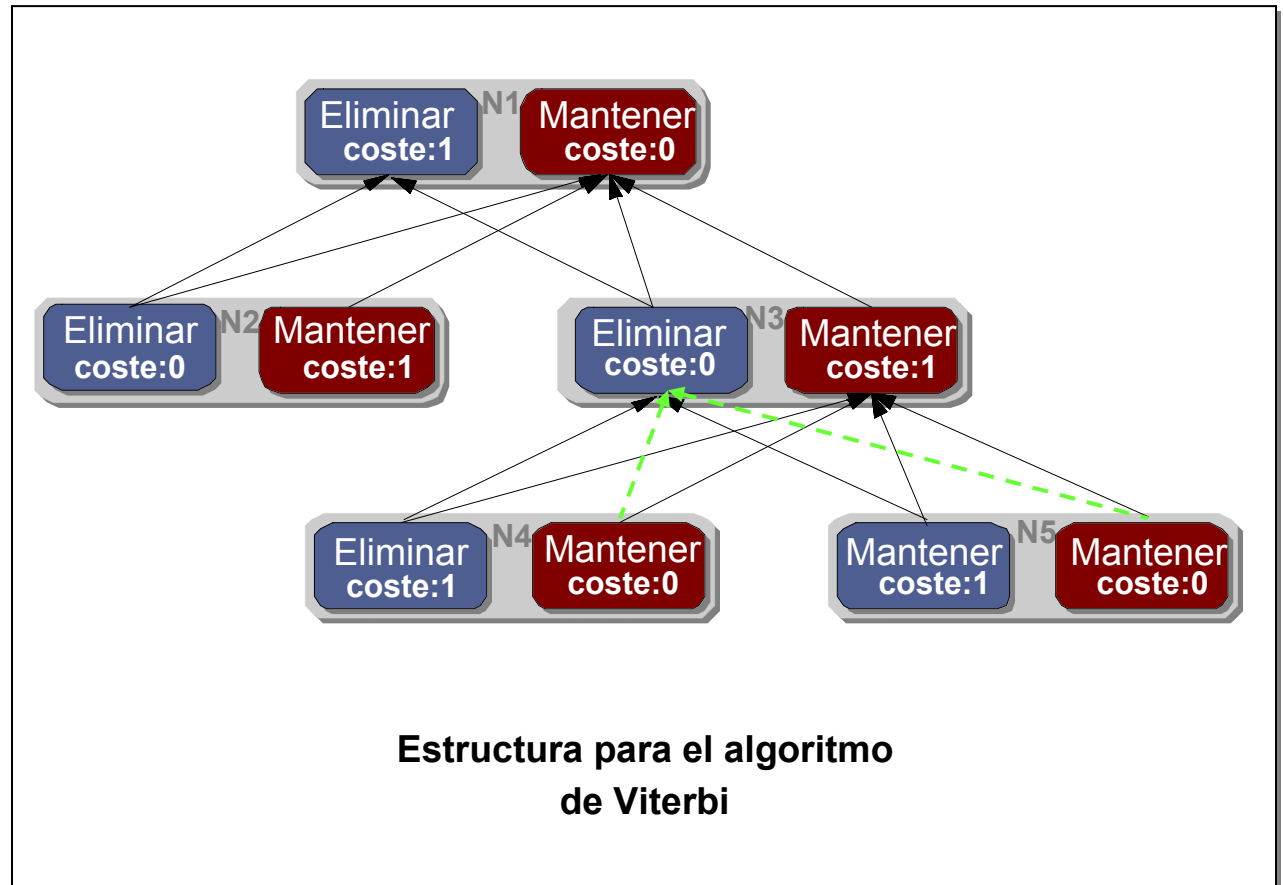 Eliminar N1 Mantener
coste:1 coste:0
Eliminar N2 Mantener
coste:0 coste:1
Eliminar N3 Mantener
coste:0 coste:1
Eliminar N4 Mantener
coste:1 coste:0
Mantener N5 Mantener
coste:1 coste:0
Estructura para el algoritmo
de Viterbi